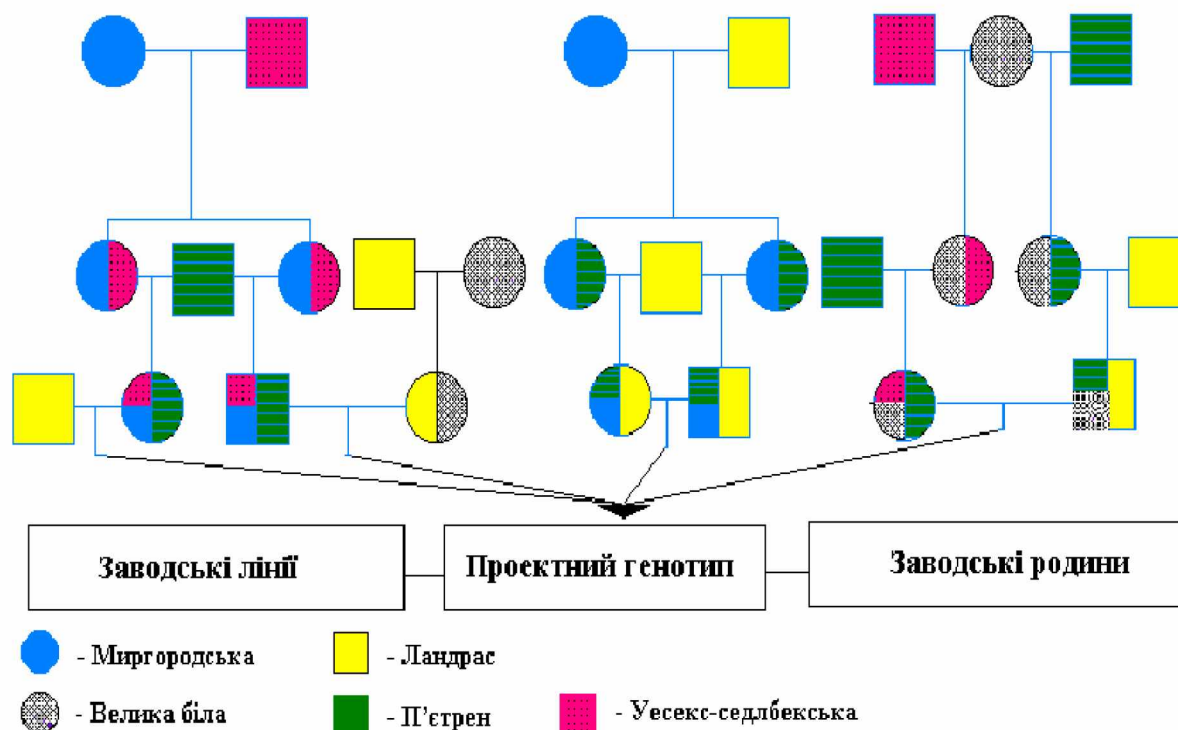 Заводські лінії
Проектний генотип
Заводські родини
- Миргородська
- Ландрас
- Велика біла
- П'єтрен
- Уесекс-седлбекська